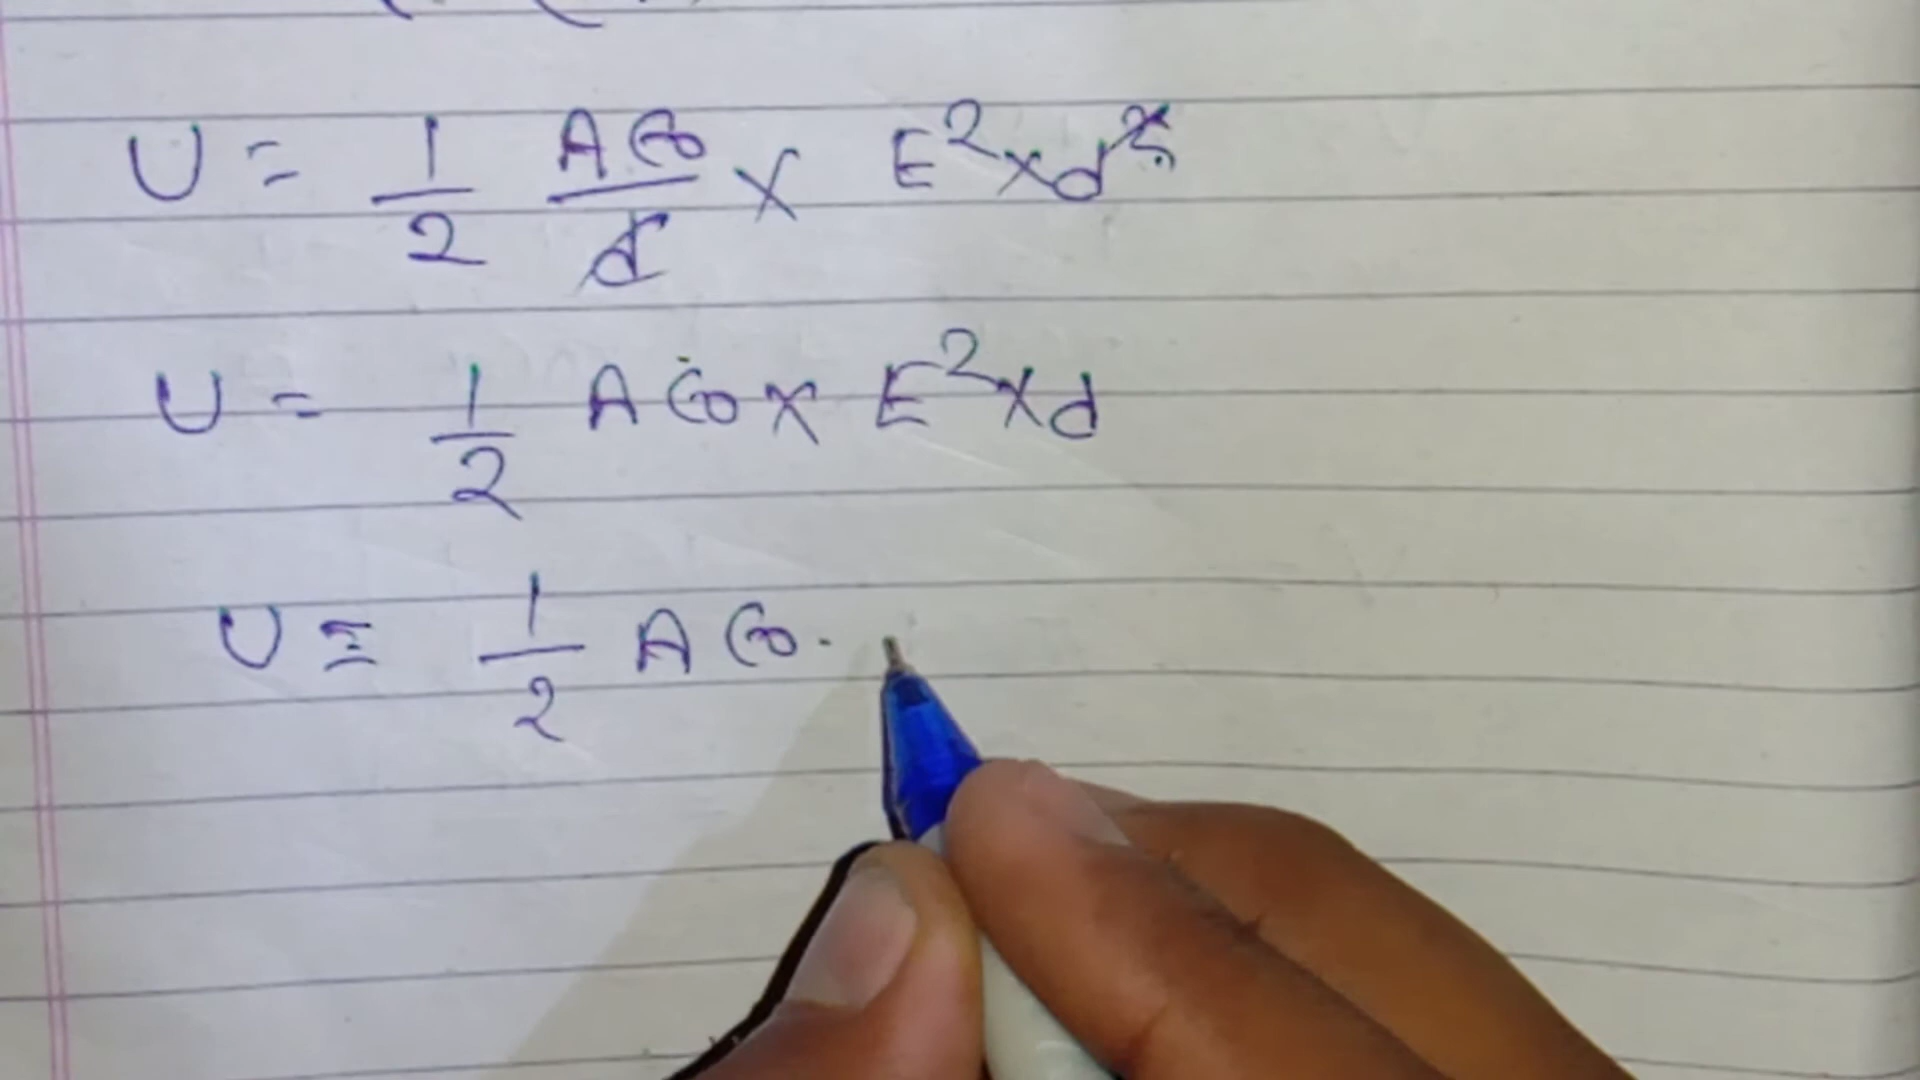 U = 1/2 Aε₀/d × E² × d²
U = 1/2 Aε₀ × E² × d
U = 1/2 Aε₀.